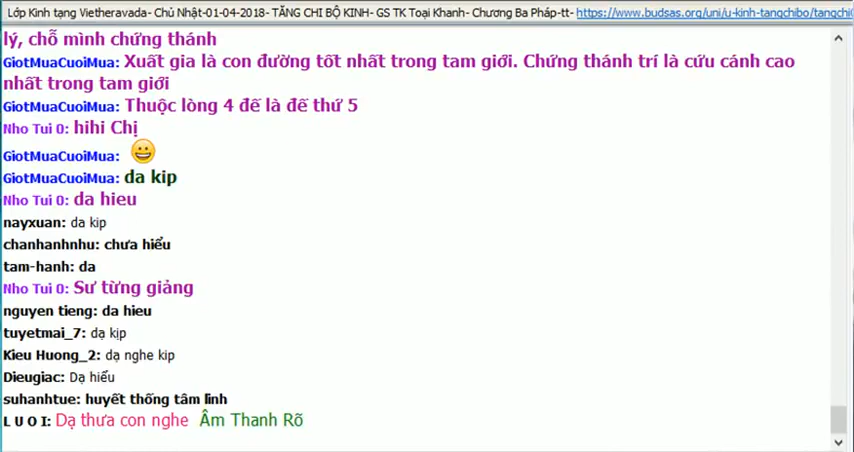 Lớp Kinh tạng Vietheravada- Chủ Nhật-01-04-2018- TĂNG CHI BỘ KINH- GS TK Toại Khanh- Chương Ba Pháp-tt- https://www.budsas.org/uni/u-kinh-tangchibo/tangchi0
lý, chỗ mình chứng thánh
GiotMuaCuoiMua: Xuất gia là con đường tốt nhất trong tam giới. Chứng thánh trí là cứu cánh cao
nhất trong tam giới
GiotMuaCuoiMua: Thuộc lòng 4 đế là đế thứ 5
Nho Tui 0: hihi Chị
GiotMuaCuoiMua: 😀
GiotMuaCuoiMua: da kip
Nho Tui 0: da hieu
nayxuan: da kip
chanhanhnhu: chưa hiểu
tam-hanh: da
Nho Tui 0: Sư từng giảng
nguyen tieng: da hieu
tuyetmai_7: dạ kịp
Kieu Huong_2: dạ nghe kip
Dieugiac: Dạ hiểu
suhanhtue: huyết thống tâm linh
L U O I: Dạ thưa con nghe Âm Thanh Rõ